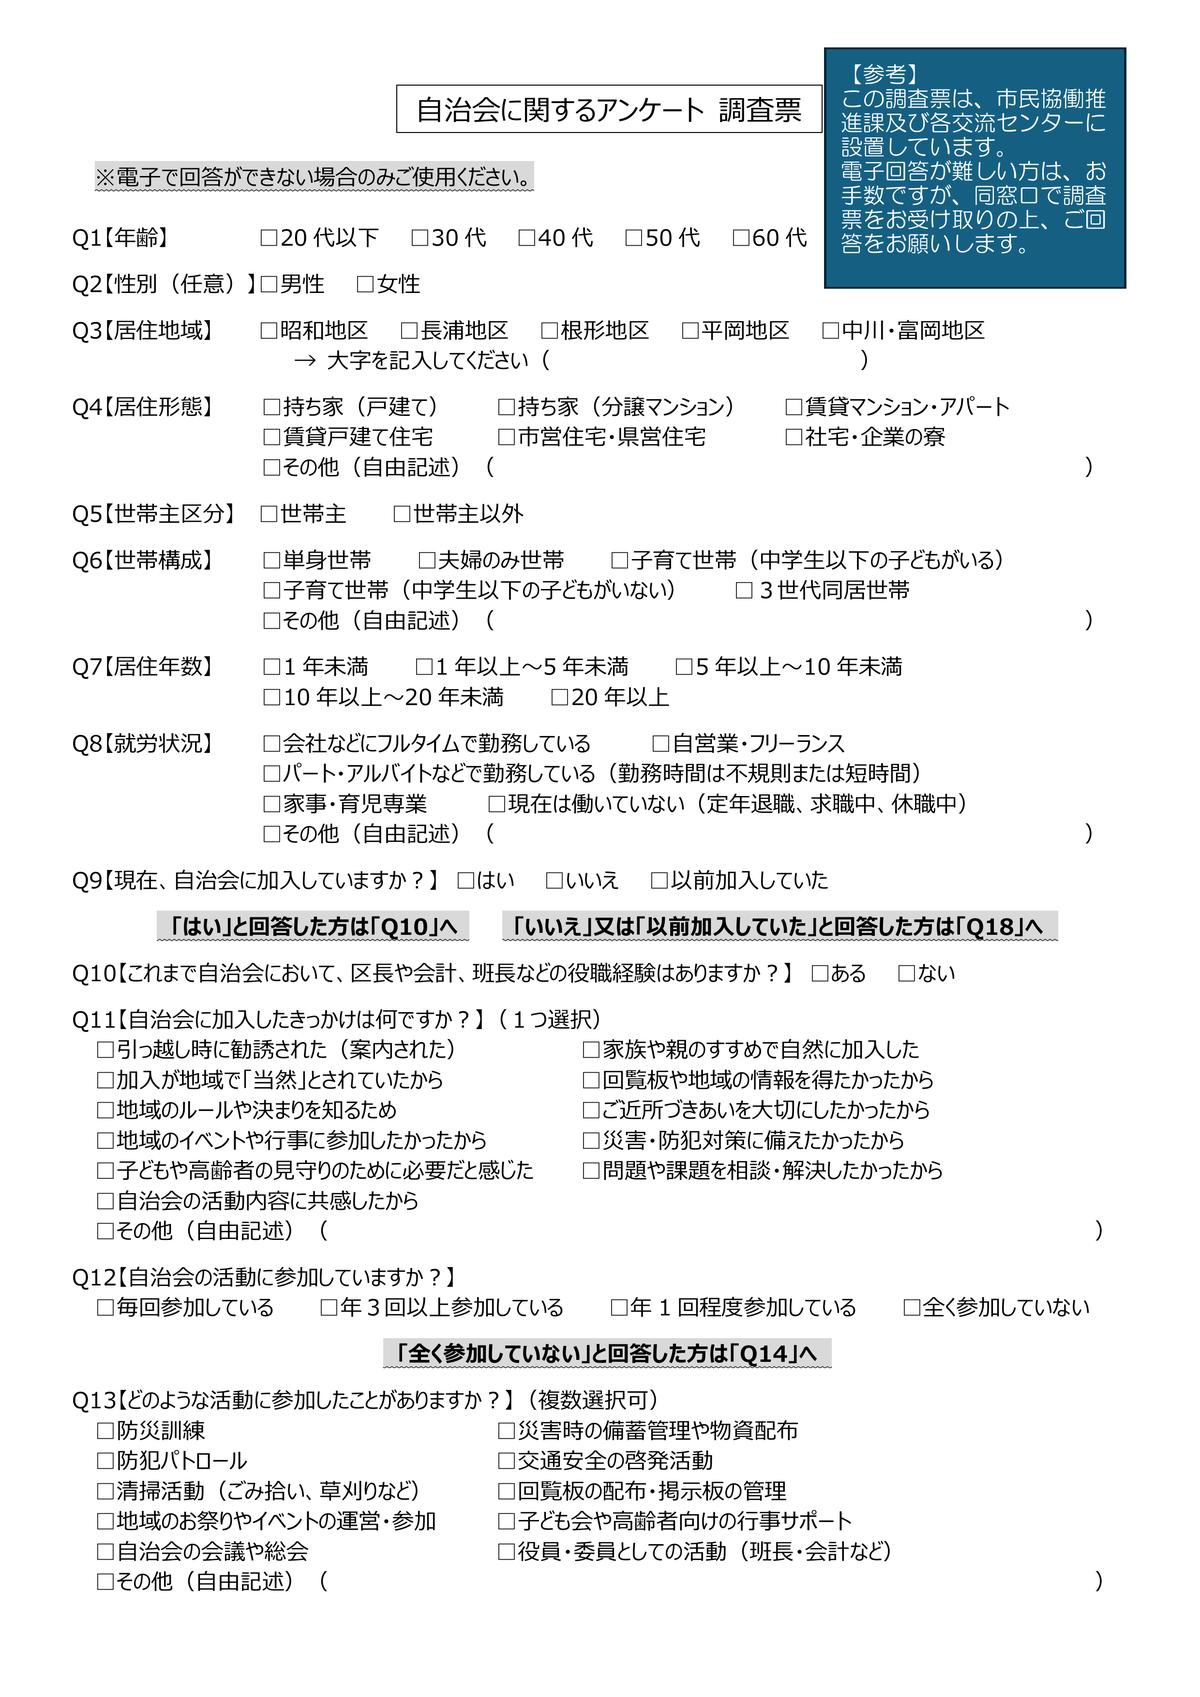 自治会に関するアンケート 調査票
【参考】
この調査票は、市民協働推
進課及び各交流センターに
設置しています。
電子回答が難しい方は、お
手数ですが、同窓口で調査
票をお受け取りの上、ご回
答をお願いします。
※電子で回答ができない場合のみご使用ください。
Q1【年齢】 □20 代以下 □30 代 □40 代 □50 代 □60 代
Q2【性別（任意）】□男性 □女性
Q3【居住地域】 □昭和地区 □長浦地区 □根形地区 □平岡地区 □中川・富岡地区
→ 大字を記入してください（ ）
Q4【居住形態】 □持ち家（戸建て） □持ち家（分譲マンション） □賃貸マンション・アパート
□賃貸戸建て住宅 □市営住宅・県営住宅 □社宅・企業の寮
□その他（自由記述）（ ）
Q5【世帯主区分】 □世帯主 □世帯主以外
Q6【世帯構成】 □単身世帯 □夫婦のみ世帯 □子育て世帯（中学生以下の子どもがいる）
□子育て世帯（中学生以下の子どもがいない） □３世代同居世帯
□その他（自由記述）（ ）
Q7【居住年数】 □1 年未満 □1 年以上～5 年未満 □5 年以上～10 年未満
□10 年以上～20 年未満 □20 年以上
Q8【就労状況】 □会社などにフルタイムで勤務している □自営業・フリーランス
□パート・アルバイトなどで勤務している（勤務時間は不規則または短時間）
□家事・育児専業 □現在は働いていない（定年退職、求職中、休職中）
□その他（自由記述）（ ）
Q9【現在、自治会に加入していますか？】 □はい □いいえ □以前加入していた
「はい」と回答した方は「Q10」へ 「いいえ」又は「以前加入していた」と回答した方は「Q18」へ
Q10【これまで自治会において、区長や会計、班長などの役職経験はありますか？】 □ある □ない
Q11【自治会に加入したきっかけは何ですか？】（１つ選択）
□引っ越し時に勧誘された（案内された） □家族や親のすすめで自然に加入した
□加入が地域で「当然」とされていたから □回覧板や地域の情報を得たかったから
□地域のルールや決まりを知るため □ご近所づきあいを大切にしたかったから
□地域のイベントや行事に参加したかったから □災害・防犯対策に備えたかったから
□子どもや高齢者の見守りのために必要だと感じた □問題や課題を相談・解決したかったから
□自治会の活動内容に共感したから
□その他（自由記述）（ ）
Q12【自治会の活動に参加していますか？】
□毎回参加している □年３回以上参加している □年１回程度参加している □全く参加していない
「全く参加していない」と回答した方は「Q14」へ
Q13【どのような活動に参加したことがありますか？】（複数選択可）
□防災訓練 □災害時の備蓄管理や物資配布
□防犯パトロール □交通安全の啓発活動
□清掃活動（ごみ拾い、草刈りなど） □回覧板の配布・掲示板の管理
□地域のお祭りやイベントの運営・参加 □子ども会や高齢者向けの行事サポート
□自治会の会議や総会 □役員・委員としての活動（班長・会計など）
□その他（自由記述）（ ）